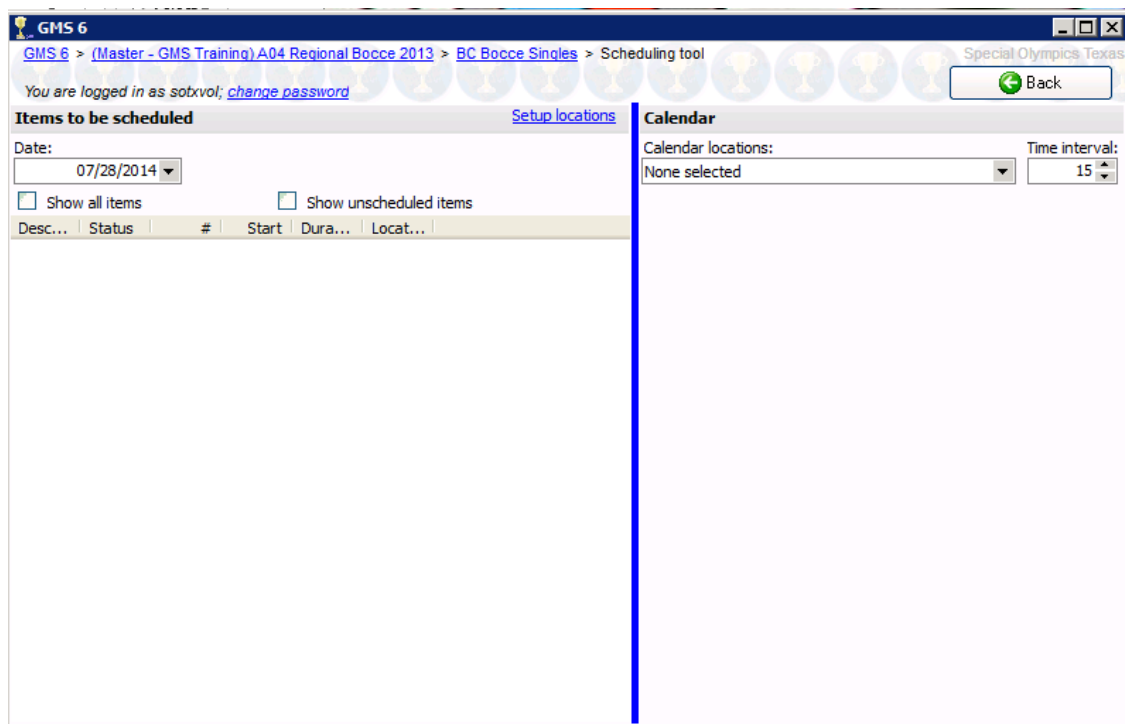 GMS 6
GMS 6 > (Master - GMS Training) A04 Regional Bocce 2013 > BC Bocce Singles > Scheduling tool
Special Olympics Texas
Back
You are logged in as sotxvol; change password
Items to be scheduled
Setup locations
Date:
07/28/2014
Show all items
Show unscheduled items
Desc... Status # Start Dura... Locat...
Calendar
Calendar locations:
Time interval:
None selected
15